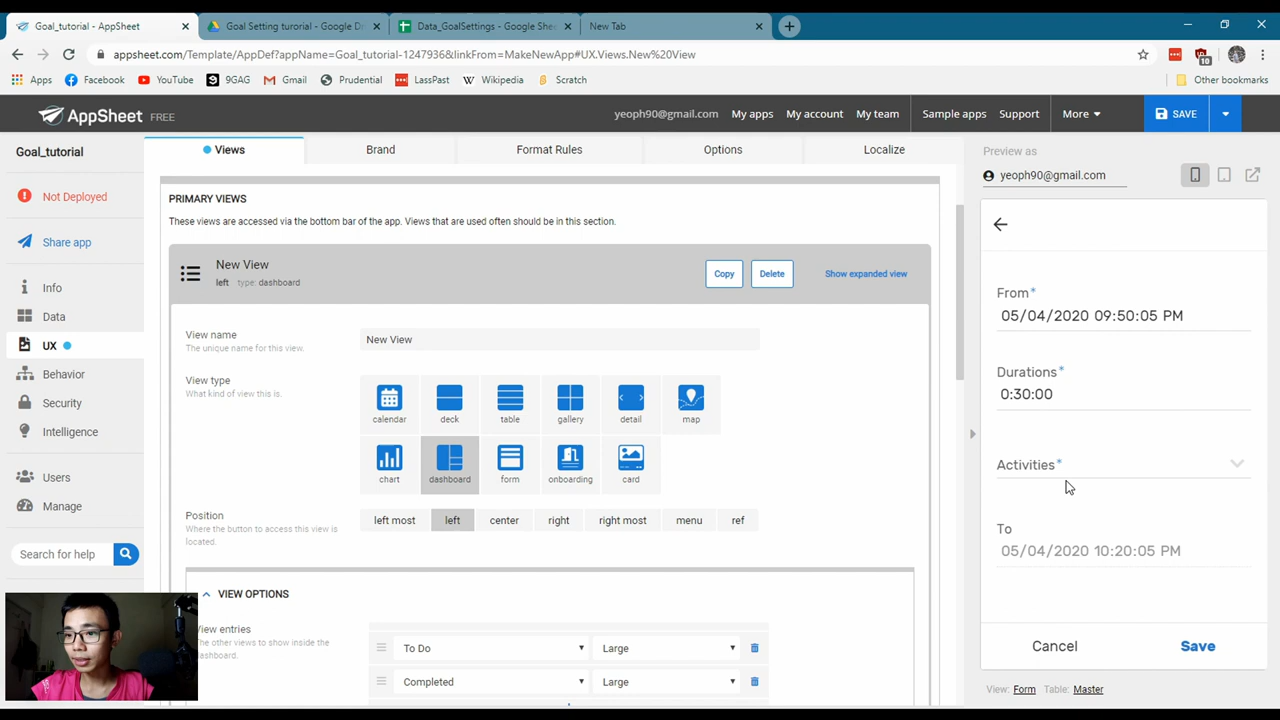 Goal_tutorial - AppSheet
Goal Setting turorial - Google Dr
Data_GoalSettings - Google Shee
New Tab
appsheet.com/Template/AppDef?appName=Goal_tutorial-1247936&linkFrom=MakeNewApp#UX.Views.New%20View
10
Apps
Facebook
YouTube
9GAG
Gmail
Prudential
LassPast
Wikipedia
Scratch
Other bookmarks
AppSheet FREE
yeoph90@gmail.com
My apps
My account
My team
Sample apps
Support
More
SAVE
Goal_tutorial
Not Deployed
Share app
Info
Data
UX
Behavior
Security
Intelligence
Users
Manage
Search for help
Views
Brand
Format Rules
Options
Localize
PRIMARY VIEWS
These views are accessed via the bottom bar of the app. Views that are used often should be in this section.
New View
left type: dashboard
Copy
Delete
Show expanded view
View name
The unique name for this view.
New View
View type
What kind of view this is.
calendar
deck
table
gallery
detail
map
chart
dashboard
form
onboarding
card
Position
Where the button to access this view is
located.
left most
left
center
right
right most
menu
ref
VIEW OPTIONS
View entries
The other views to show inside the
dashboard.
To Do
Large
Completed
Large
Preview as
yeoph90@gmail.com
From*
05/04/2020 09:50:05 PM
Durations*
0:30:00
Activities*
To
05/04/2020 10:20:05 PM
Cancel
Save
View: Form Table: Master